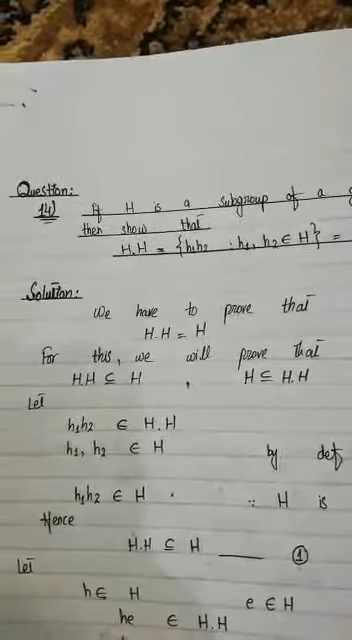 Question:
14) If H is a subgroup of a
then show that
H.H = {h1h2 : h1, h2 ∈ H} =
Solution:
We have to prove that
H.H = H
For this, we will prove that
H.H ⊆ H , H ⊆ H.H
Let
h1h2 ∈ H.H
h1, h2 ∈ H by def
h1h2 ∈ H . ∵ H is
Hence
H.H ⊆ H —— ①
Let
h ∈ H e ∈ H
he ∈ H.H